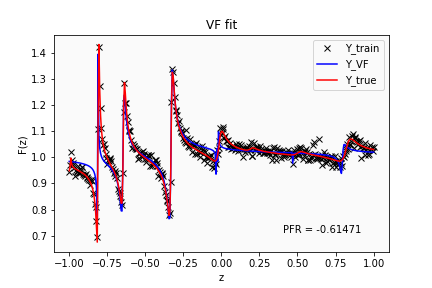 VF fit
Y_train
Y_VF
Y_true
F(z)
1.4
1.3
1.2
1.1
1.0
0.9
0.8
0.7
PFR = -0.61471
−1.00 −0.75 −0.50 −0.25 0.00 0.25 0.50 0.75 1.00
z